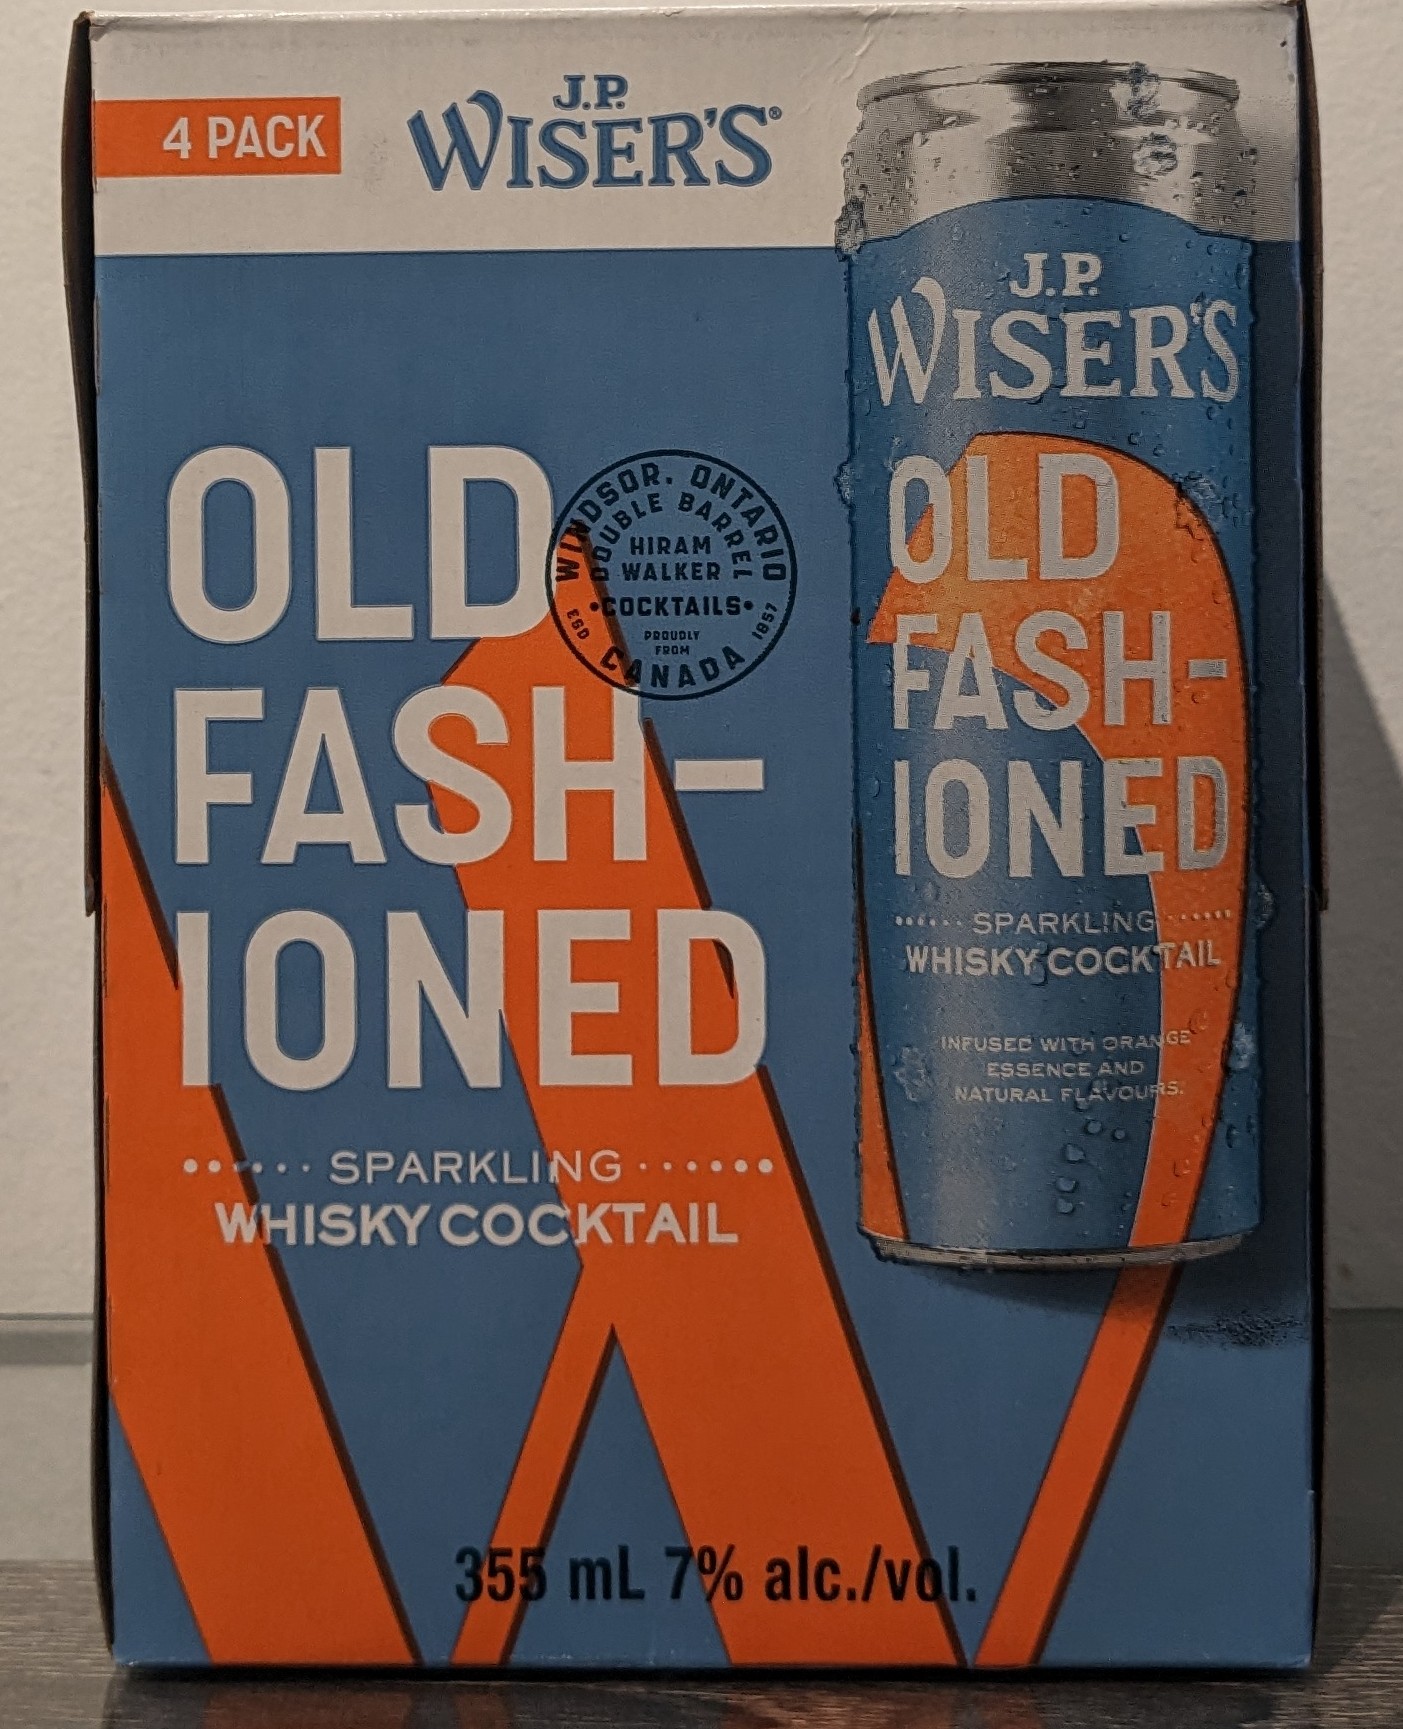 4 PACK
J.P.
WISER'S®
OLD
FASH-
IONED
WINDSOR, ONTARIO
DOUBLE BARREL
HIRAM
WALKER
•COCKTAILS•
ESD 1857
PROUDLY
FROM
CANADA
SPARKLING
WHISKY COCKTAIL
J.P.
WISER'S
OLD
FASH-
IONED
SPARKLING
WHISKY COCKTAIL
INFUSED WITH ORANGE
ESSENCE AND
NATURAL FLAVOURS.
355 mL 7% alc./vol.